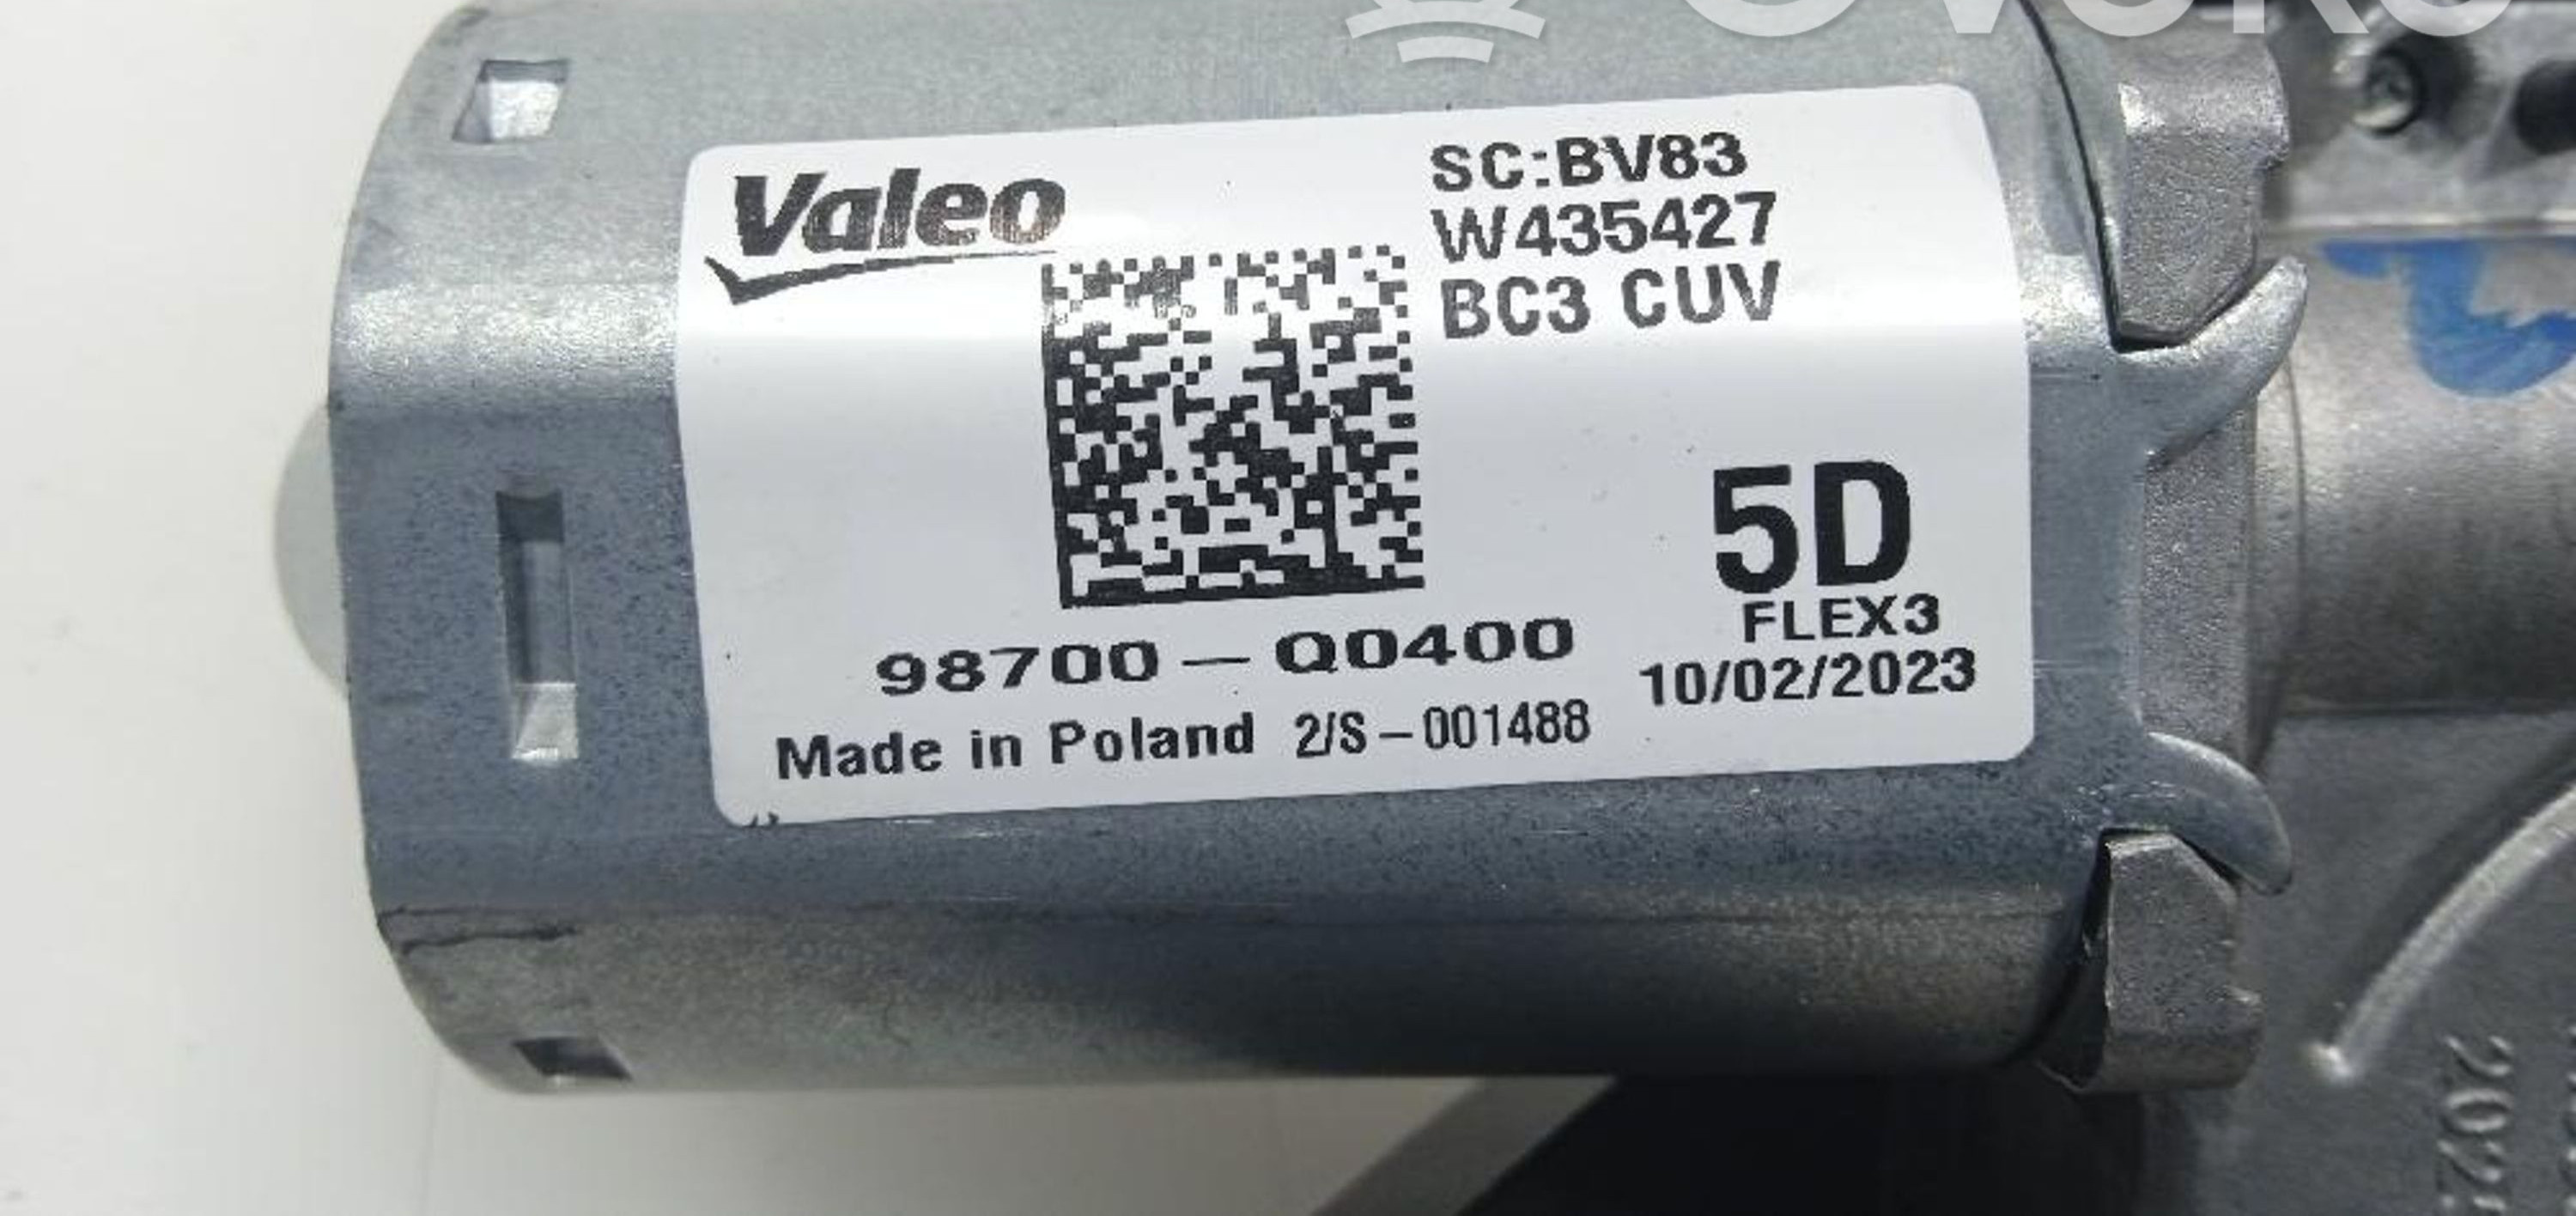 Valeo
SC:BV83
W435427
BC3 CUV
5D
FLEX3
98700-Q0400
10/02/2023
Made in Poland 2/S-001488